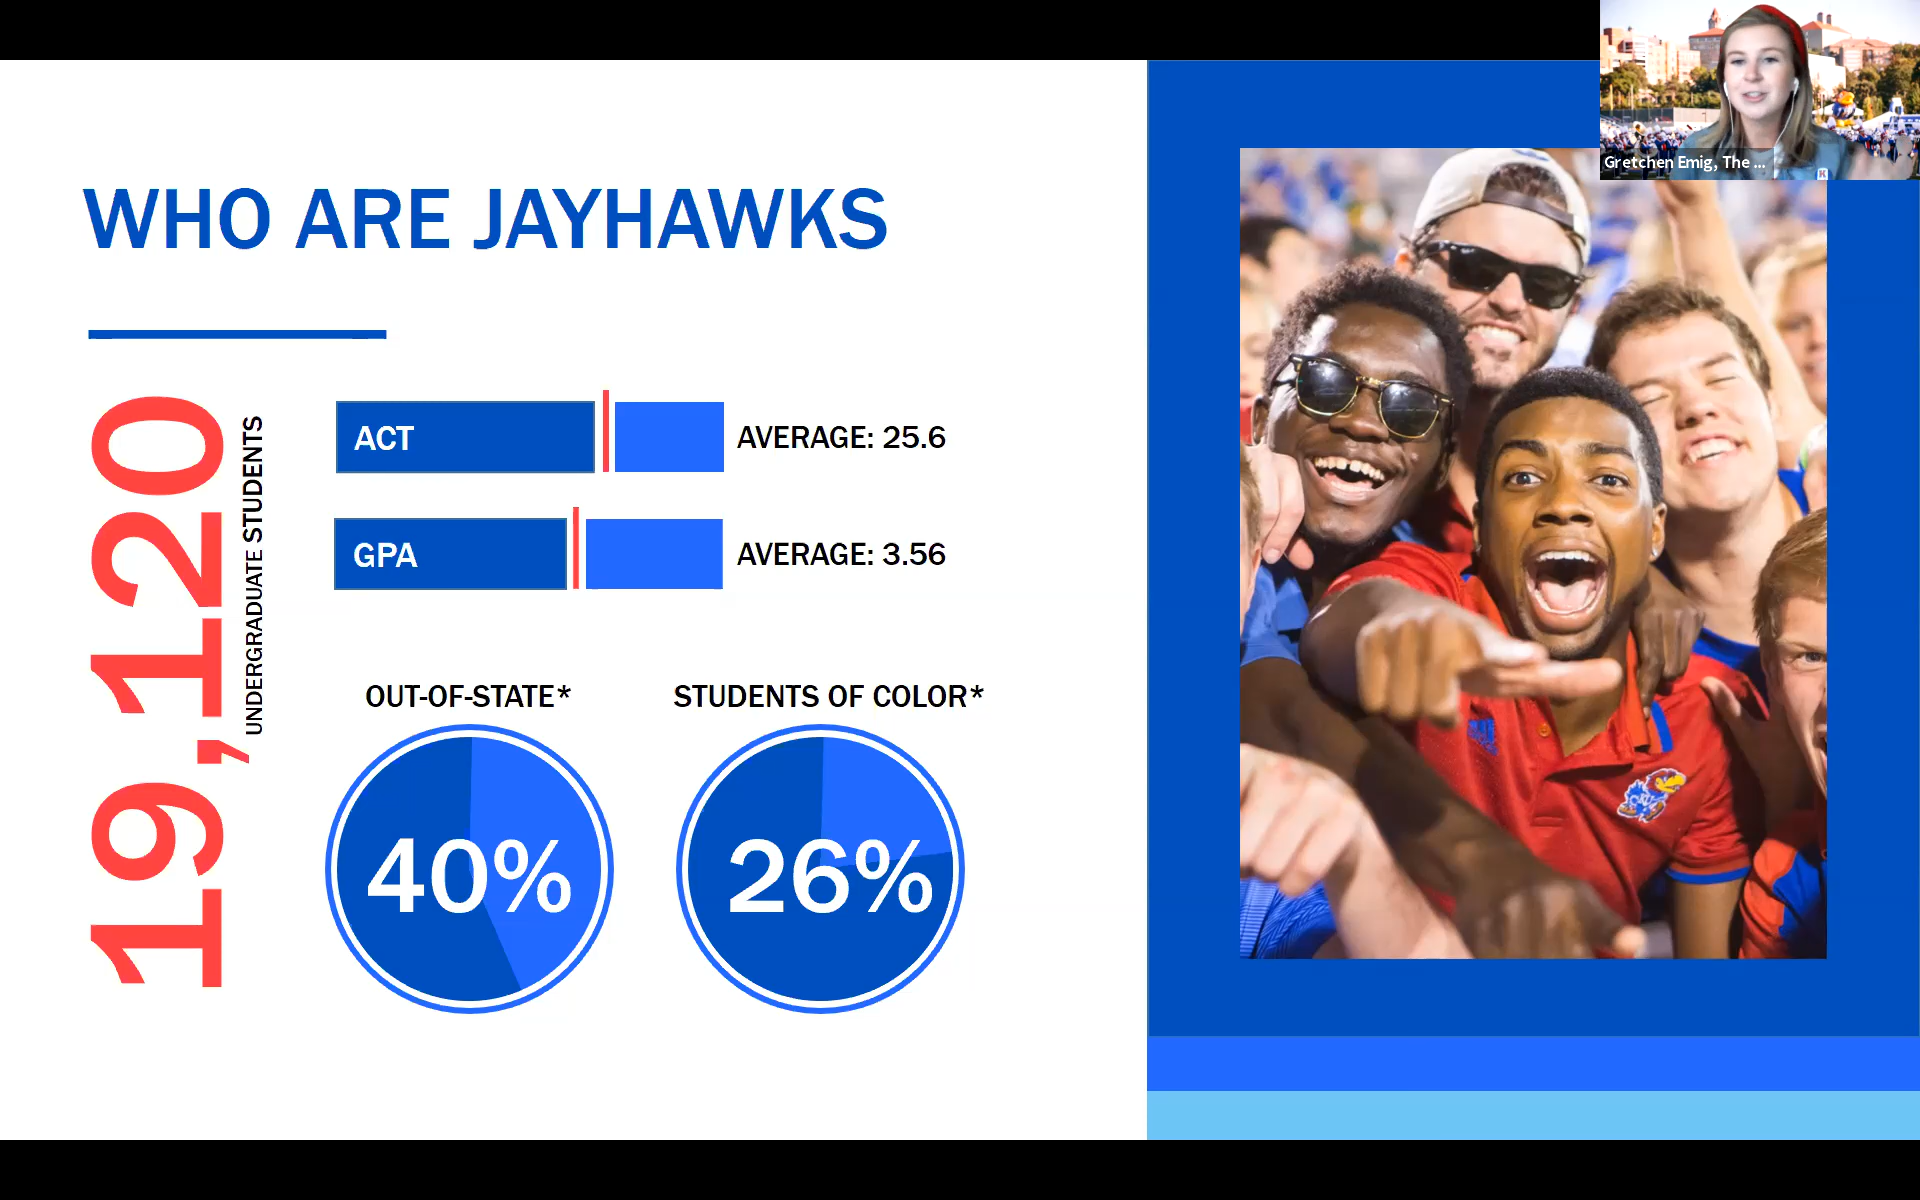 Gretchen Emig, The ...
WHO ARE JAYHAWKS
19,120
UNDERGRADUATE STUDENTS
ACT
AVERAGE: 25.6
GPA
AVERAGE: 3.56
OUT-OF-STATE*
STUDENTS OF COLOR*
40%
26%
KU